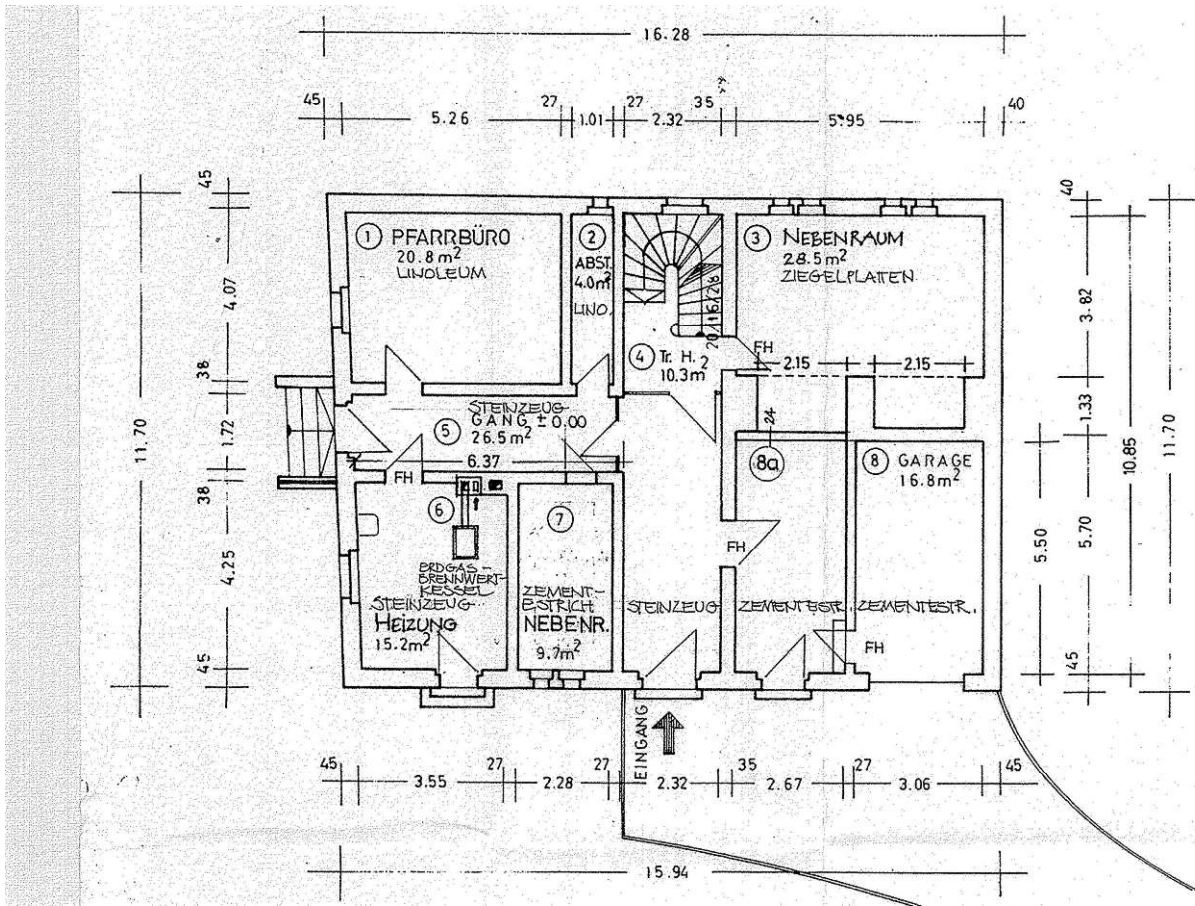 16.28
45 27 27 35 40
5.26 1.01 2.32 5.95
1 PFARRBÜRO
20.8 m²
LINOLEUM
2
ABST.
4.0 m²
LINO.
20/16/28
3 NEBENRAUM
28.5 m²
ZIEGELPLATTEN
4 Tr. H.
10.3 m²
FH
2.15 2.15
STEINZEUG
GANG ± 0.00
5 26.5 m²
6.37
FH
24
8a
8 GARAGE
16.8 m²
6
ERDGAS-
BRENNWERT-
KESSEL
STEINZEUG
HEIZUNG
15.2 m²
7
ZEMENT-
ESTRICH
NEBENR.
9.7 m²
STEINZEUG
FH
ZEMENTESTR.
ZEMENTESTR.
FH
EINGANG
11.70
45
4.07
38
1.72
38
4.25
45
40
3.82
1.33
5.70
5.50
45
10.85
11.70
45 27 27 35 27 45
3.55 2.28 2.32 2.67 3.06
15.94